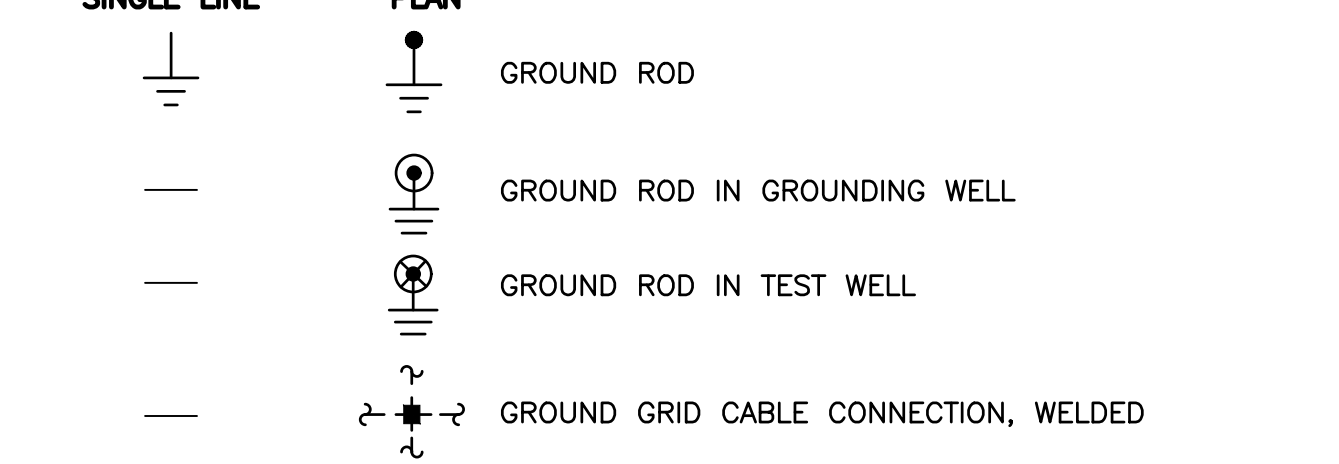 SINGLE LINE PLAN
GROUND ROD
GROUND ROD IN GROUNDING WELL
GROUND ROD IN TEST WELL
GROUND GRID CABLE CONNECTION, WELDED